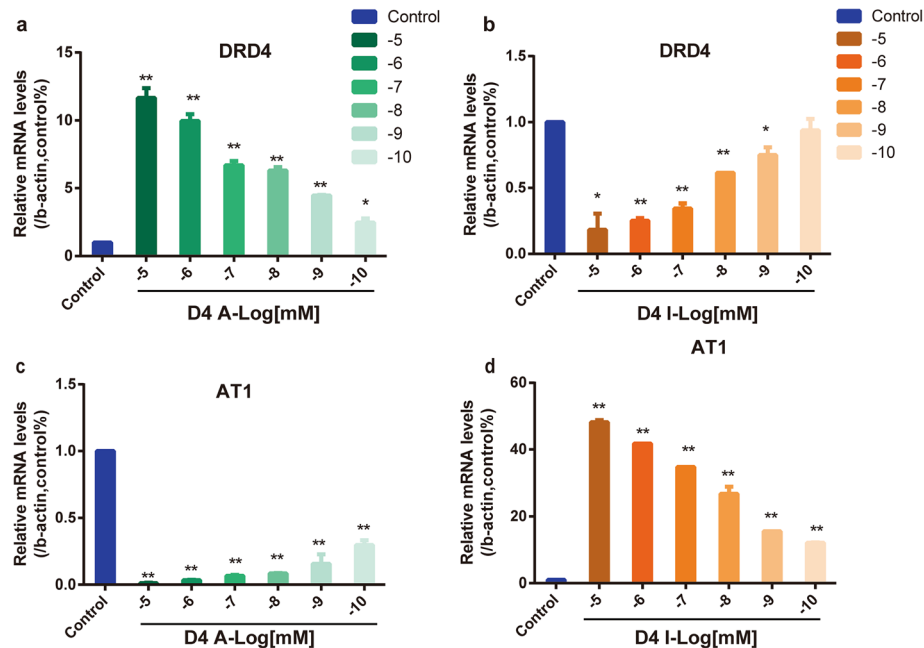 a
DRD4
Relative mRNA levels
(/b-actin,control%)
15
10
5
0
**
**
**
**
**
*
Control
-5
-6
-7
-8
-9
-10
D4 A-Log[mM]
Control
-5
-6
-7
-8
-9
-10
b
DRD4
Relative mRNA levels
(/b-actin,control%)
1.5
1.0
0.5
0.0
*
**
**
**
*
Control
-5
-6
-7
-8
-9
-10
D4 I-Log[mM]
Control
-5
-6
-7
-8
-9
-10
c
AT1
Relative mRNA levels
(/b-actin,control%)
1.5
1.0
0.5
0.0
**
**
**
**
**
**
Control
-5
-6
-7
-8
-9
-10
D4 A-Log[mM]
d
AT1
Relative mRNA levels
(/b-actin,control%)
60
40
20
0
**
**
**
**
**
**
Control
-5
-6
-7
-8
-9
-10
D4 I-Log[mM]